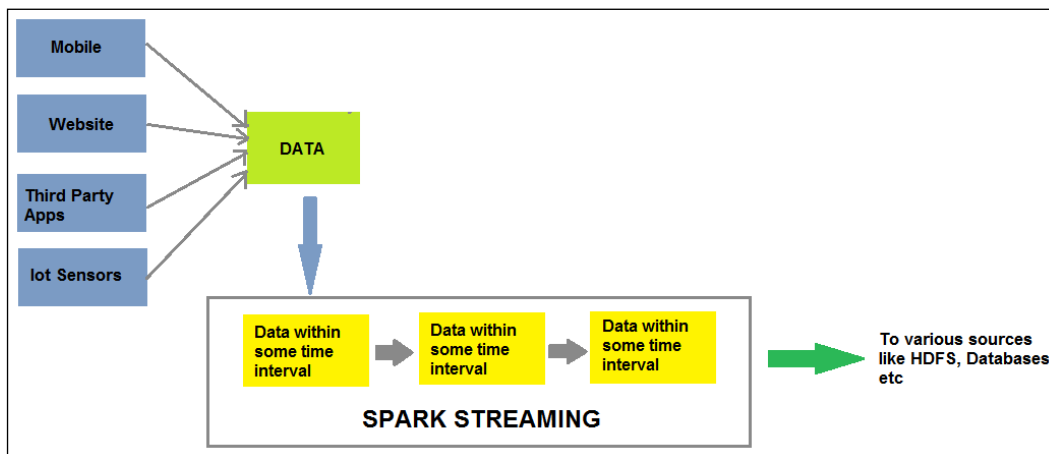 Mobile
Website
Third Party
Apps
Iot Sensors
DATA
Data within
some time
interval
Data within
some time
interval
Data within
some time
interval
SPARK STREAMING
To various sources
like HDFS, Databases
etc